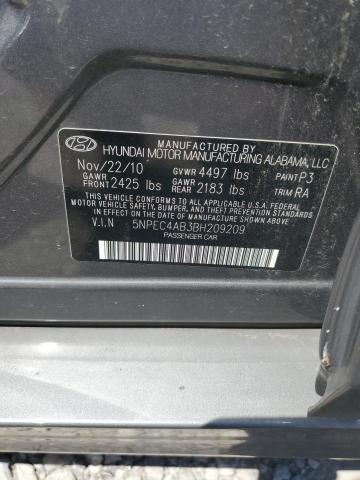 MANUFACTURED BY
HYUNDAI MOTOR MANUFACTURING ALABAMA, LLC
Nov/22/10 GVWR 4497 lbs PAINT P3
GAWR FRONT 2425 lbs GAWR REAR 2183 lbs TRIM RA
THIS VEHICLE CONFORMS TO ALL APPLICABLE U.S.A FEDERAL
MOTOR VEHICLE SAFETY, BUMPER, AND THEFT PREVENTION STANDARDS
IN EFFECT ON THE DATE OF MANUFACTURE SHOWN ABOVE.
V.I.N 5NPEC4AB3BH209209
PASSENGER CAR